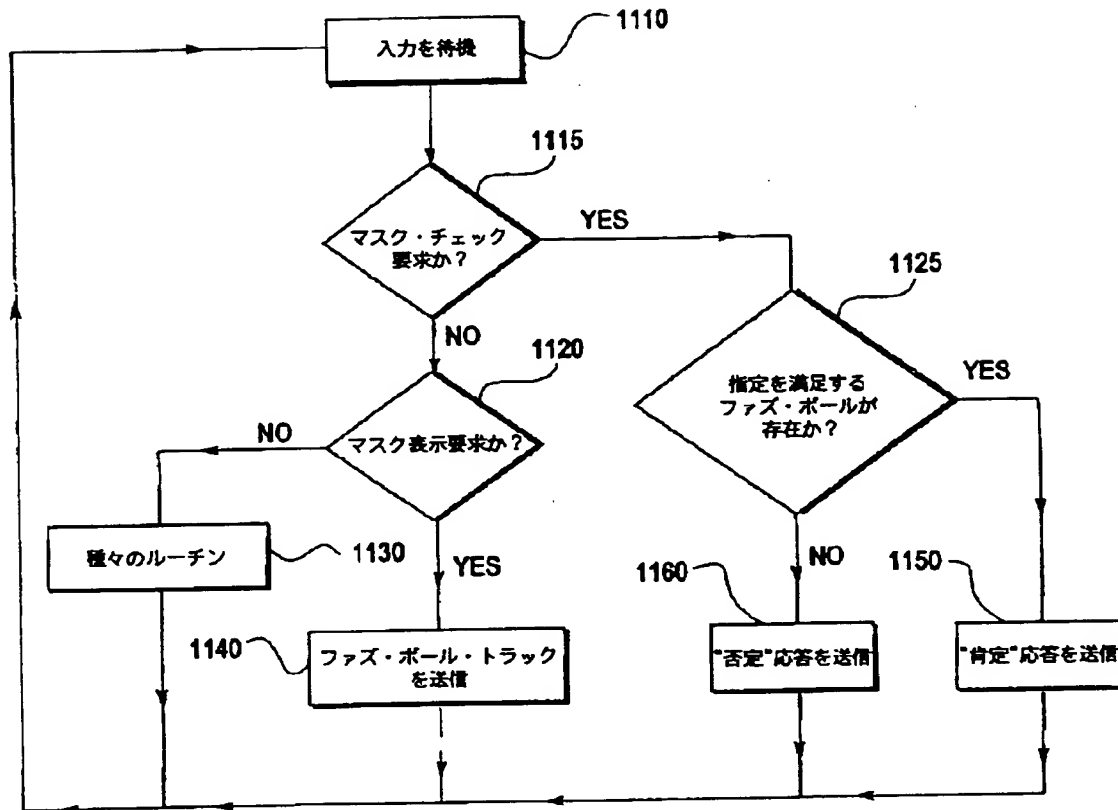 1110
入力を待機
1115
マスク・チェック
要求か？
YES
1125
NO
1120
指定を満足する
ファズ・ボールが
存在か？
YES
NO
マスク表示要求か？
種々のルーチン
1130
YES
1160
NO
1150
1140
ファズ・ボール・トラック
を送信
"否定"応答を送信
"肯定"応答を送信